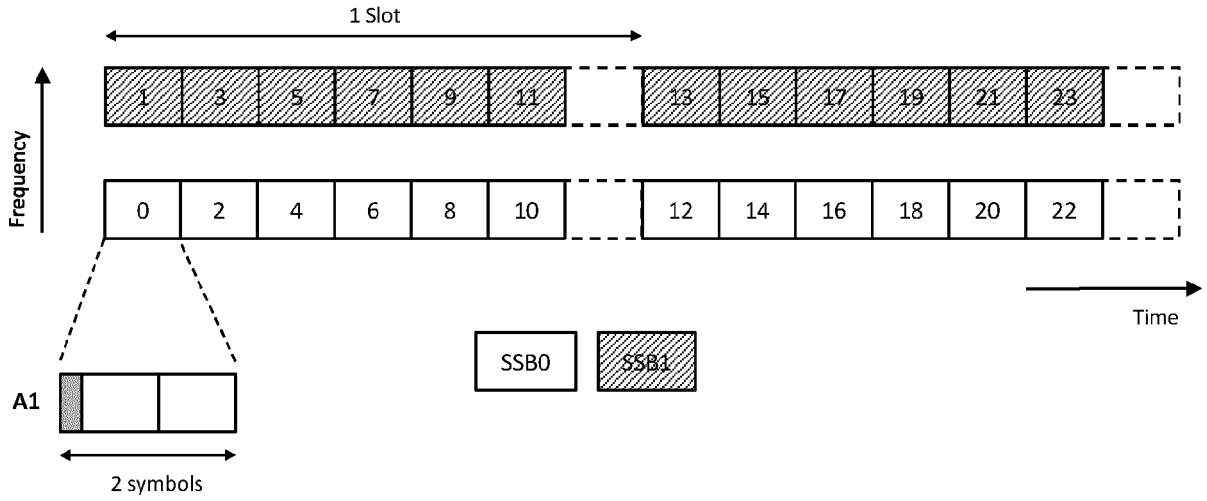 1 Slot
1 3 5 7 9 11 13 15 17 19 21 23
Frequency
0 2 4 6 8 10 12 14 16 18 20 22
Time
SSB0 SSB1
A1
2 symbols